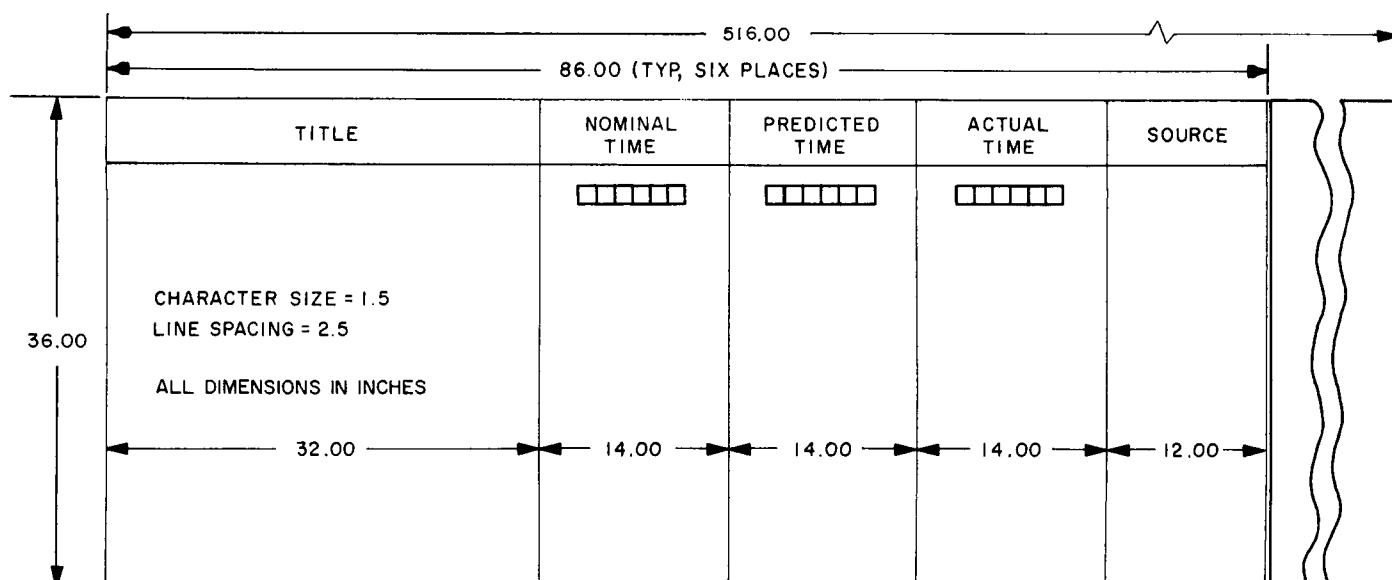 516.00
86.00 (TYP, SIX PLACES)
TITLE
NOMINAL
TIME
PREDICTED
TIME
ACTUAL
TIME
SOURCE
CHARACTER SIZE = 1.5
LINE SPACING = 2.5
36.00
ALL DIMENSIONS IN INCHES
32.00
14.00
14.00
14.00
12.00